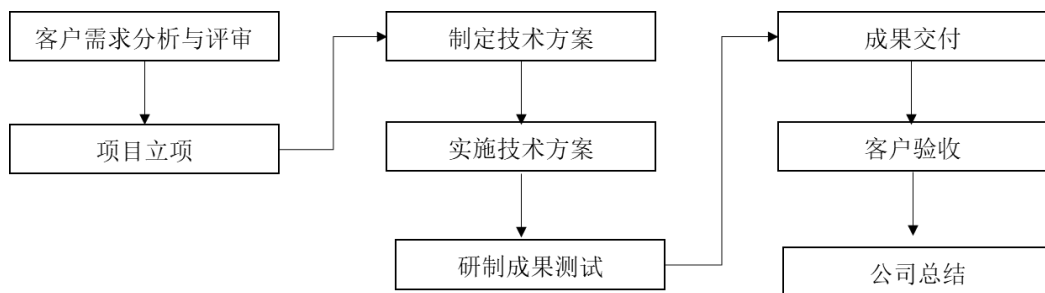 客户需求分析与评审
项目立项
制定技术方案
实施技术方案
研制成果测试
成果交付
客户验收
公司总结